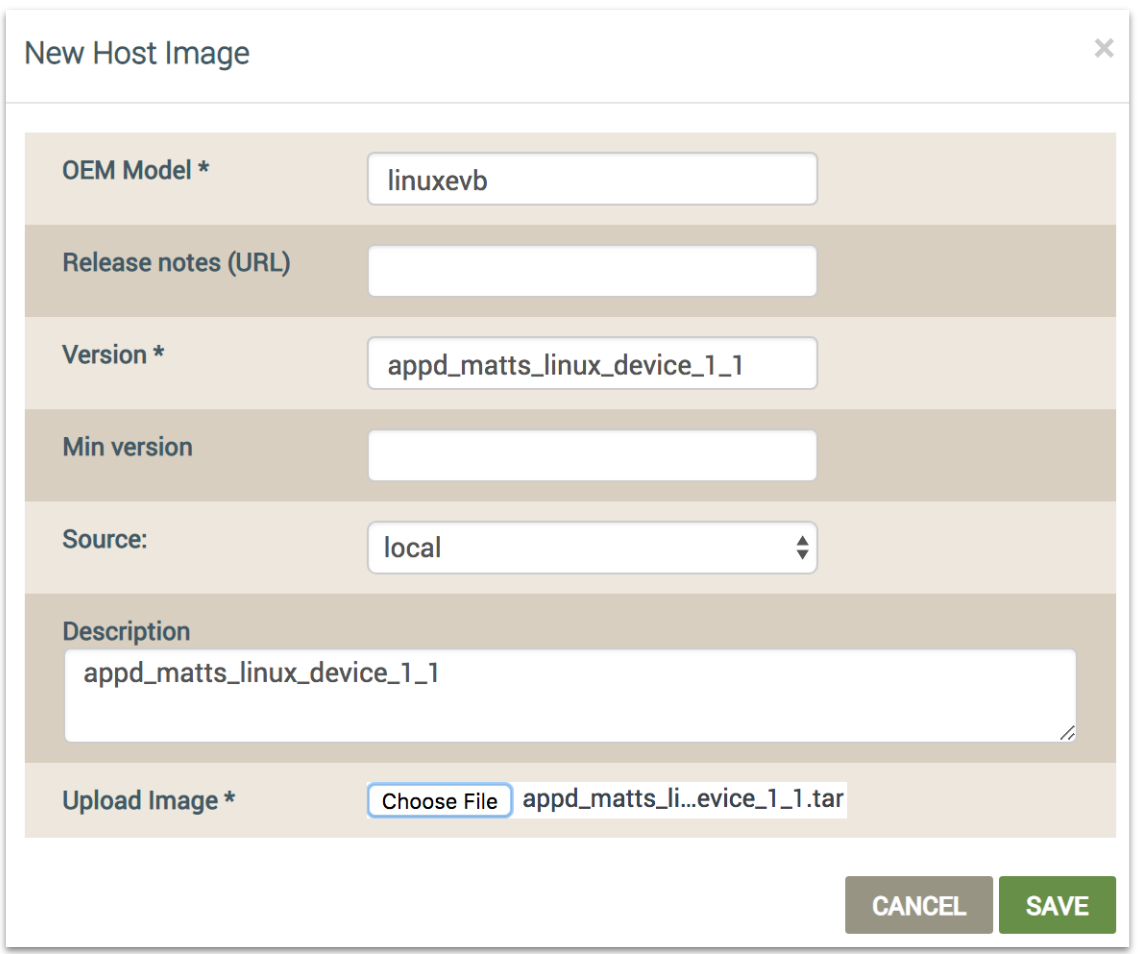 New Host Image ×
OEM Model * linuxevb
Release notes (URL)
Version * appd_matts_linux_device_1_1
Min version
Source: local
Description
appd_matts_linux_device_1_1
Upload Image * Choose File appd_matts_li...evice_1_1.tar
CANCEL SAVE